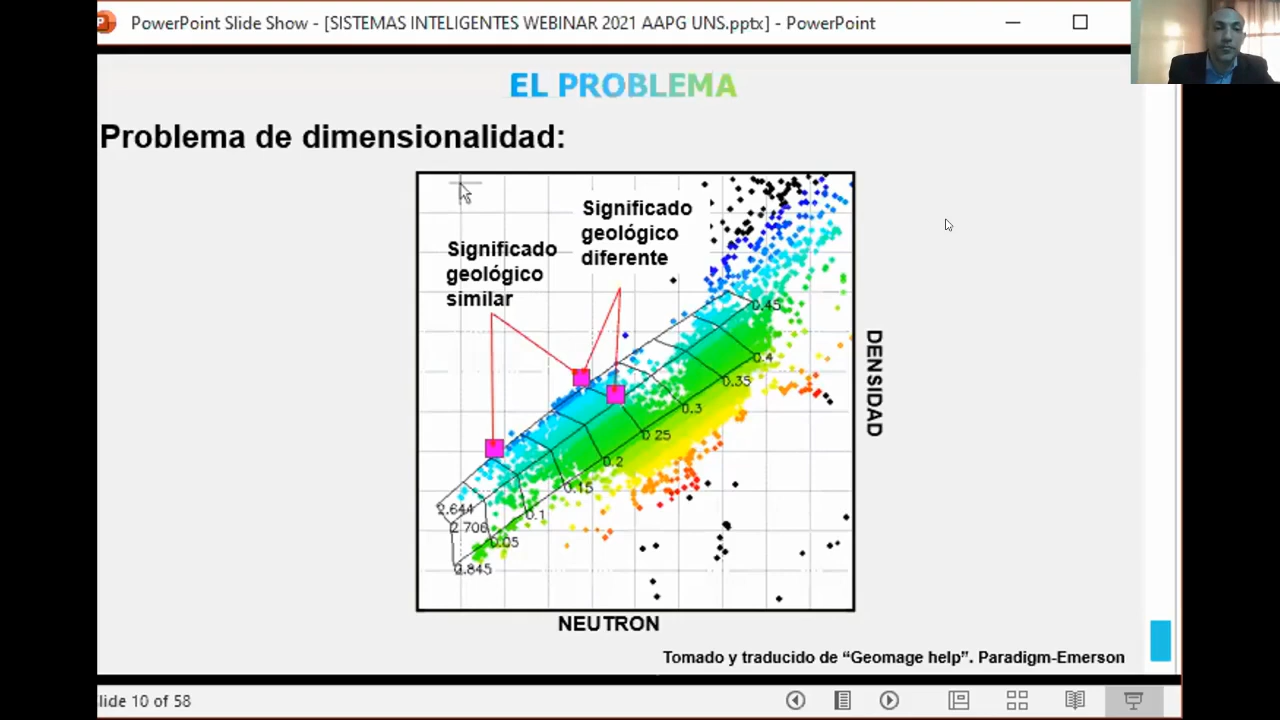 PowerPoint Slide Show - [SISTEMAS INTELIGENTES WEBINAR 2021 AAPG UNS.pptx] - PowerPoint
EL PROBLEMA
Problema de dimensionalidad:
Significado
geológico
diferente
Significado
geológico
similar
0.45
0.4
0.35
0.3
0.25
0.2
0.15
0.1
0.05
2.644
2.706
2.845
DENSIDAD
NEUTRON
Tomado y traducido de “Geomage help”. Paradigm-Emerson
lide 10 of 58